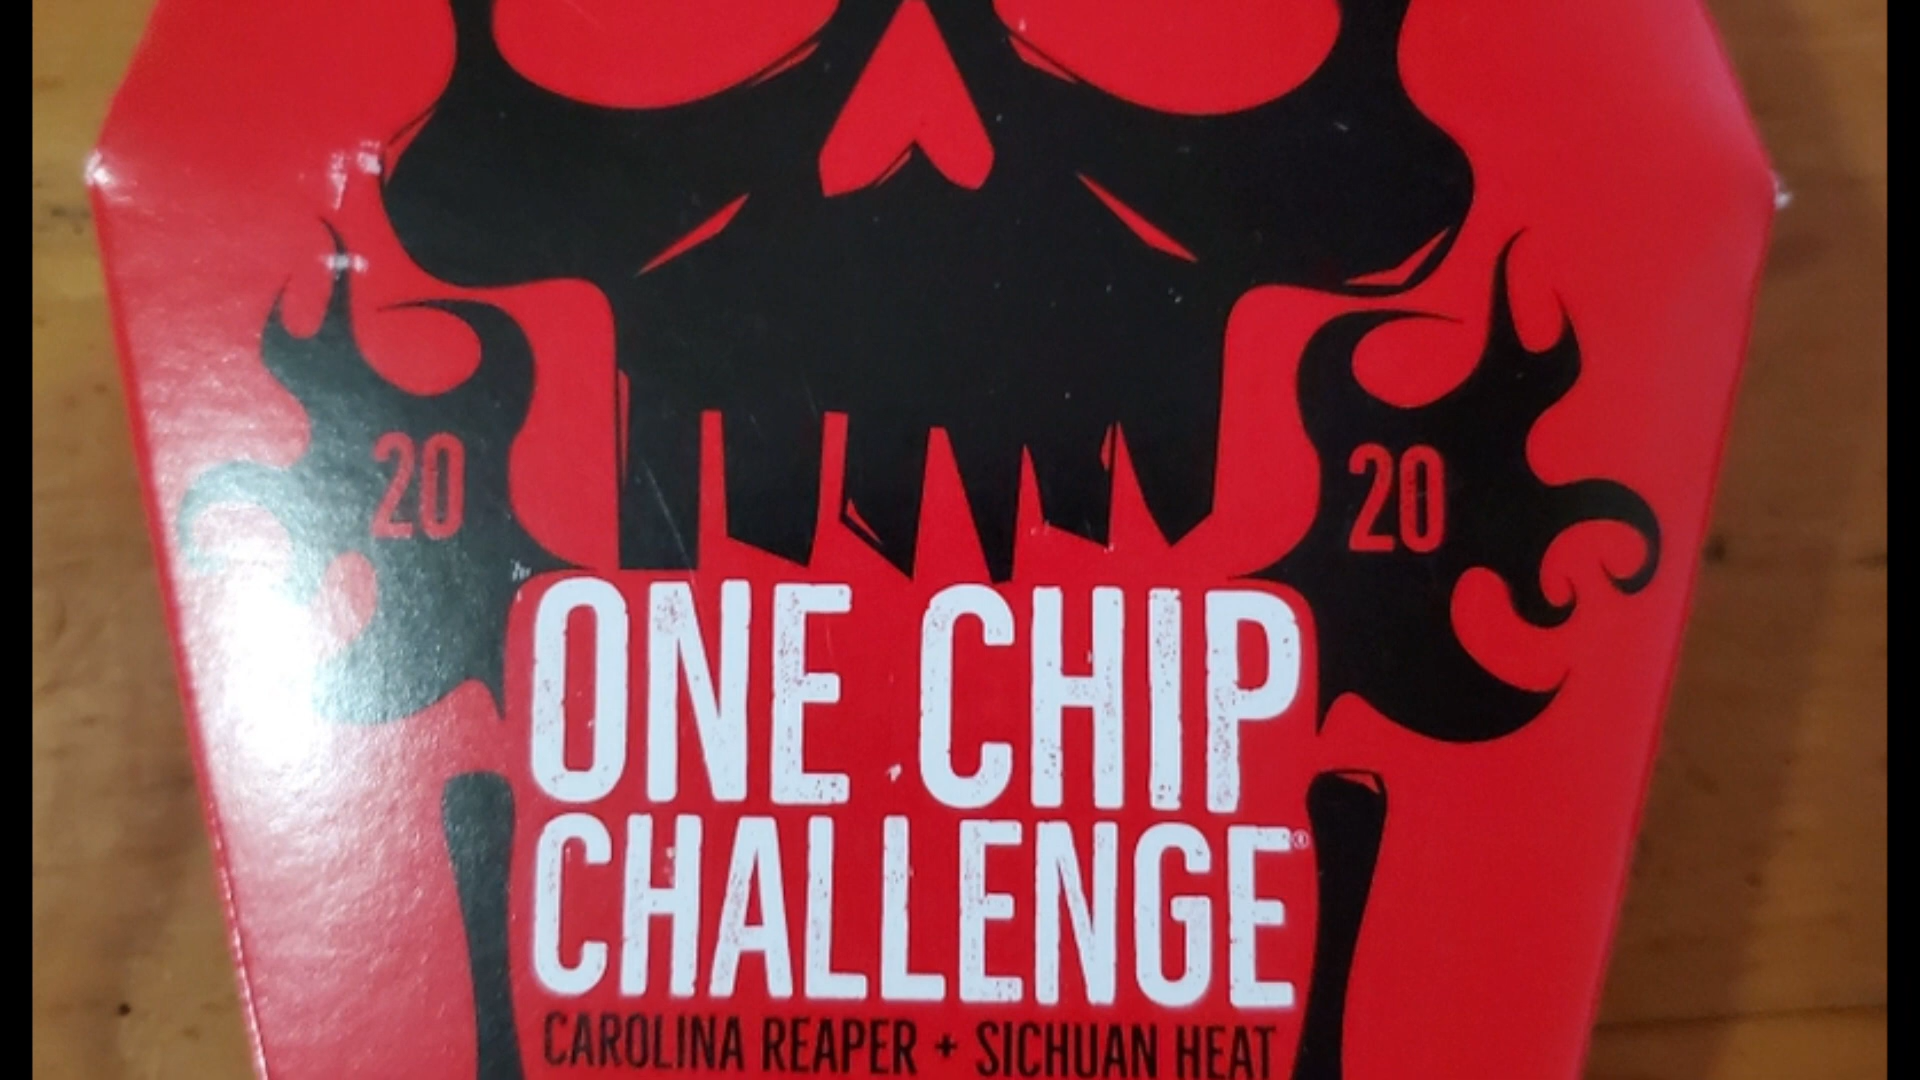 20 20
ONE CHIP
CHALLENGE®
CAROLINA REAPER + SICHUAN HEAT